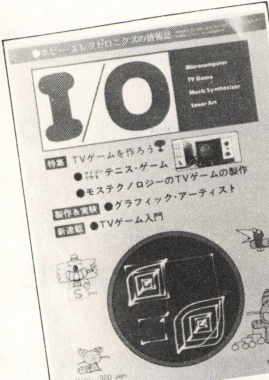 ●ホビー・エレクトロニクスの情報誌
I/O
Microcomputer
TV Game
Music Synthesizer
Laser Art
特集 TVゲームを作ろう
●テニス・ゲーム
●モステクノロジーのTVゲームの製作
製作&実験 ●グラフィック・アーティスト
新連載 ●TVゲーム入門
300 yen